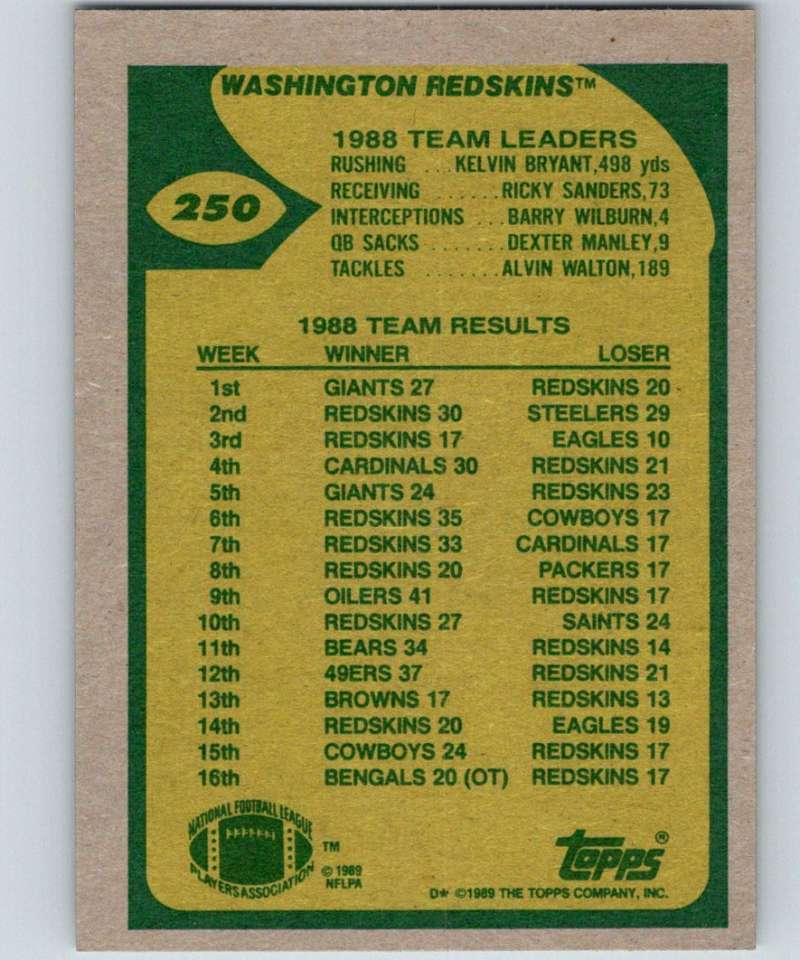 WASHINGTON REDSKINS™
250
1988 TEAM LEADERS
RUSHING ...KELVIN BRYANT,498 yds
RECEIVING .......RICKY SANDERS,73
INTERCEPTIONS ...BARRY WILBURN,4
QB SACKS .......DEXTER MANLEY,9
TACKLES .......ALVIN WALTON,189
1988 TEAM RESULTS
WEEK WINNER LOSER
1st GIANTS 27 REDSKINS 20
2nd REDSKINS 30 STEELERS 29
3rd REDSKINS 17 EAGLES 10
4th CARDINALS 30 REDSKINS 21
5th GIANTS 24 REDSKINS 23
6th REDSKINS 35 COWBOYS 17
7th REDSKINS 33 CARDINALS 17
8th REDSKINS 20 PACKERS 17
9th OILERS 41 REDSKINS 17
10th REDSKINS 27 SAINTS 24
11th BEARS 34 REDSKINS 14
12th 49ERS 37 REDSKINS 21
13th BROWNS 17 REDSKINS 13
14th REDSKINS 20 EAGLES 19
15th COWBOYS 24 REDSKINS 17
16th BENGALS 20 (OT) REDSKINS 17
NATIONAL FOOTBALL LEAGUE
PLAYERS ASSOCIATION
TM
© 1989
NFLPA
topps®
D* ©1989 THE TOPPS COMPANY, INC.